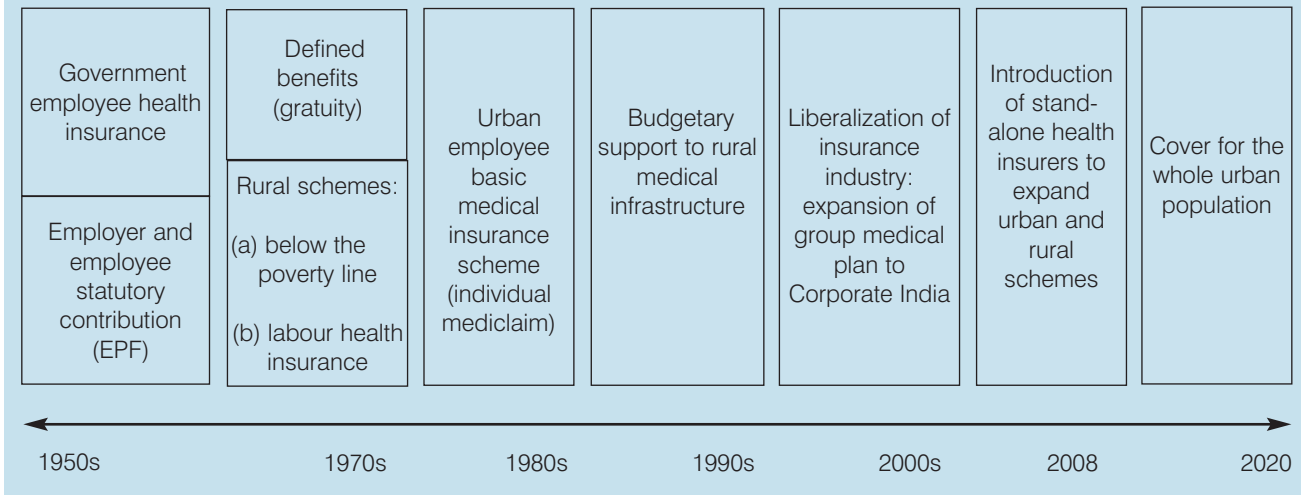 Government
employee health
insurance
Employer and
employee
statutory
contribution
(EPF)
Defined
benefits
(gratuity)
Rural schemes:
(a) below the
poverty line
(b) labour health
insurance
Urban
employee
basic
medical
insurance
scheme
(individual
mediclaim)
Budgetary
support to rural
medical
infrastructure
Liberalization of
insurance
industry:
expansion of
group medical
plan to
Corporate India
Introduction
of stand-
alone health
insurers to
expand
urban and
rural
schemes
Cover for the
whole urban
population
1950s
1970s
1980s
1990s
2000s
2008
2020